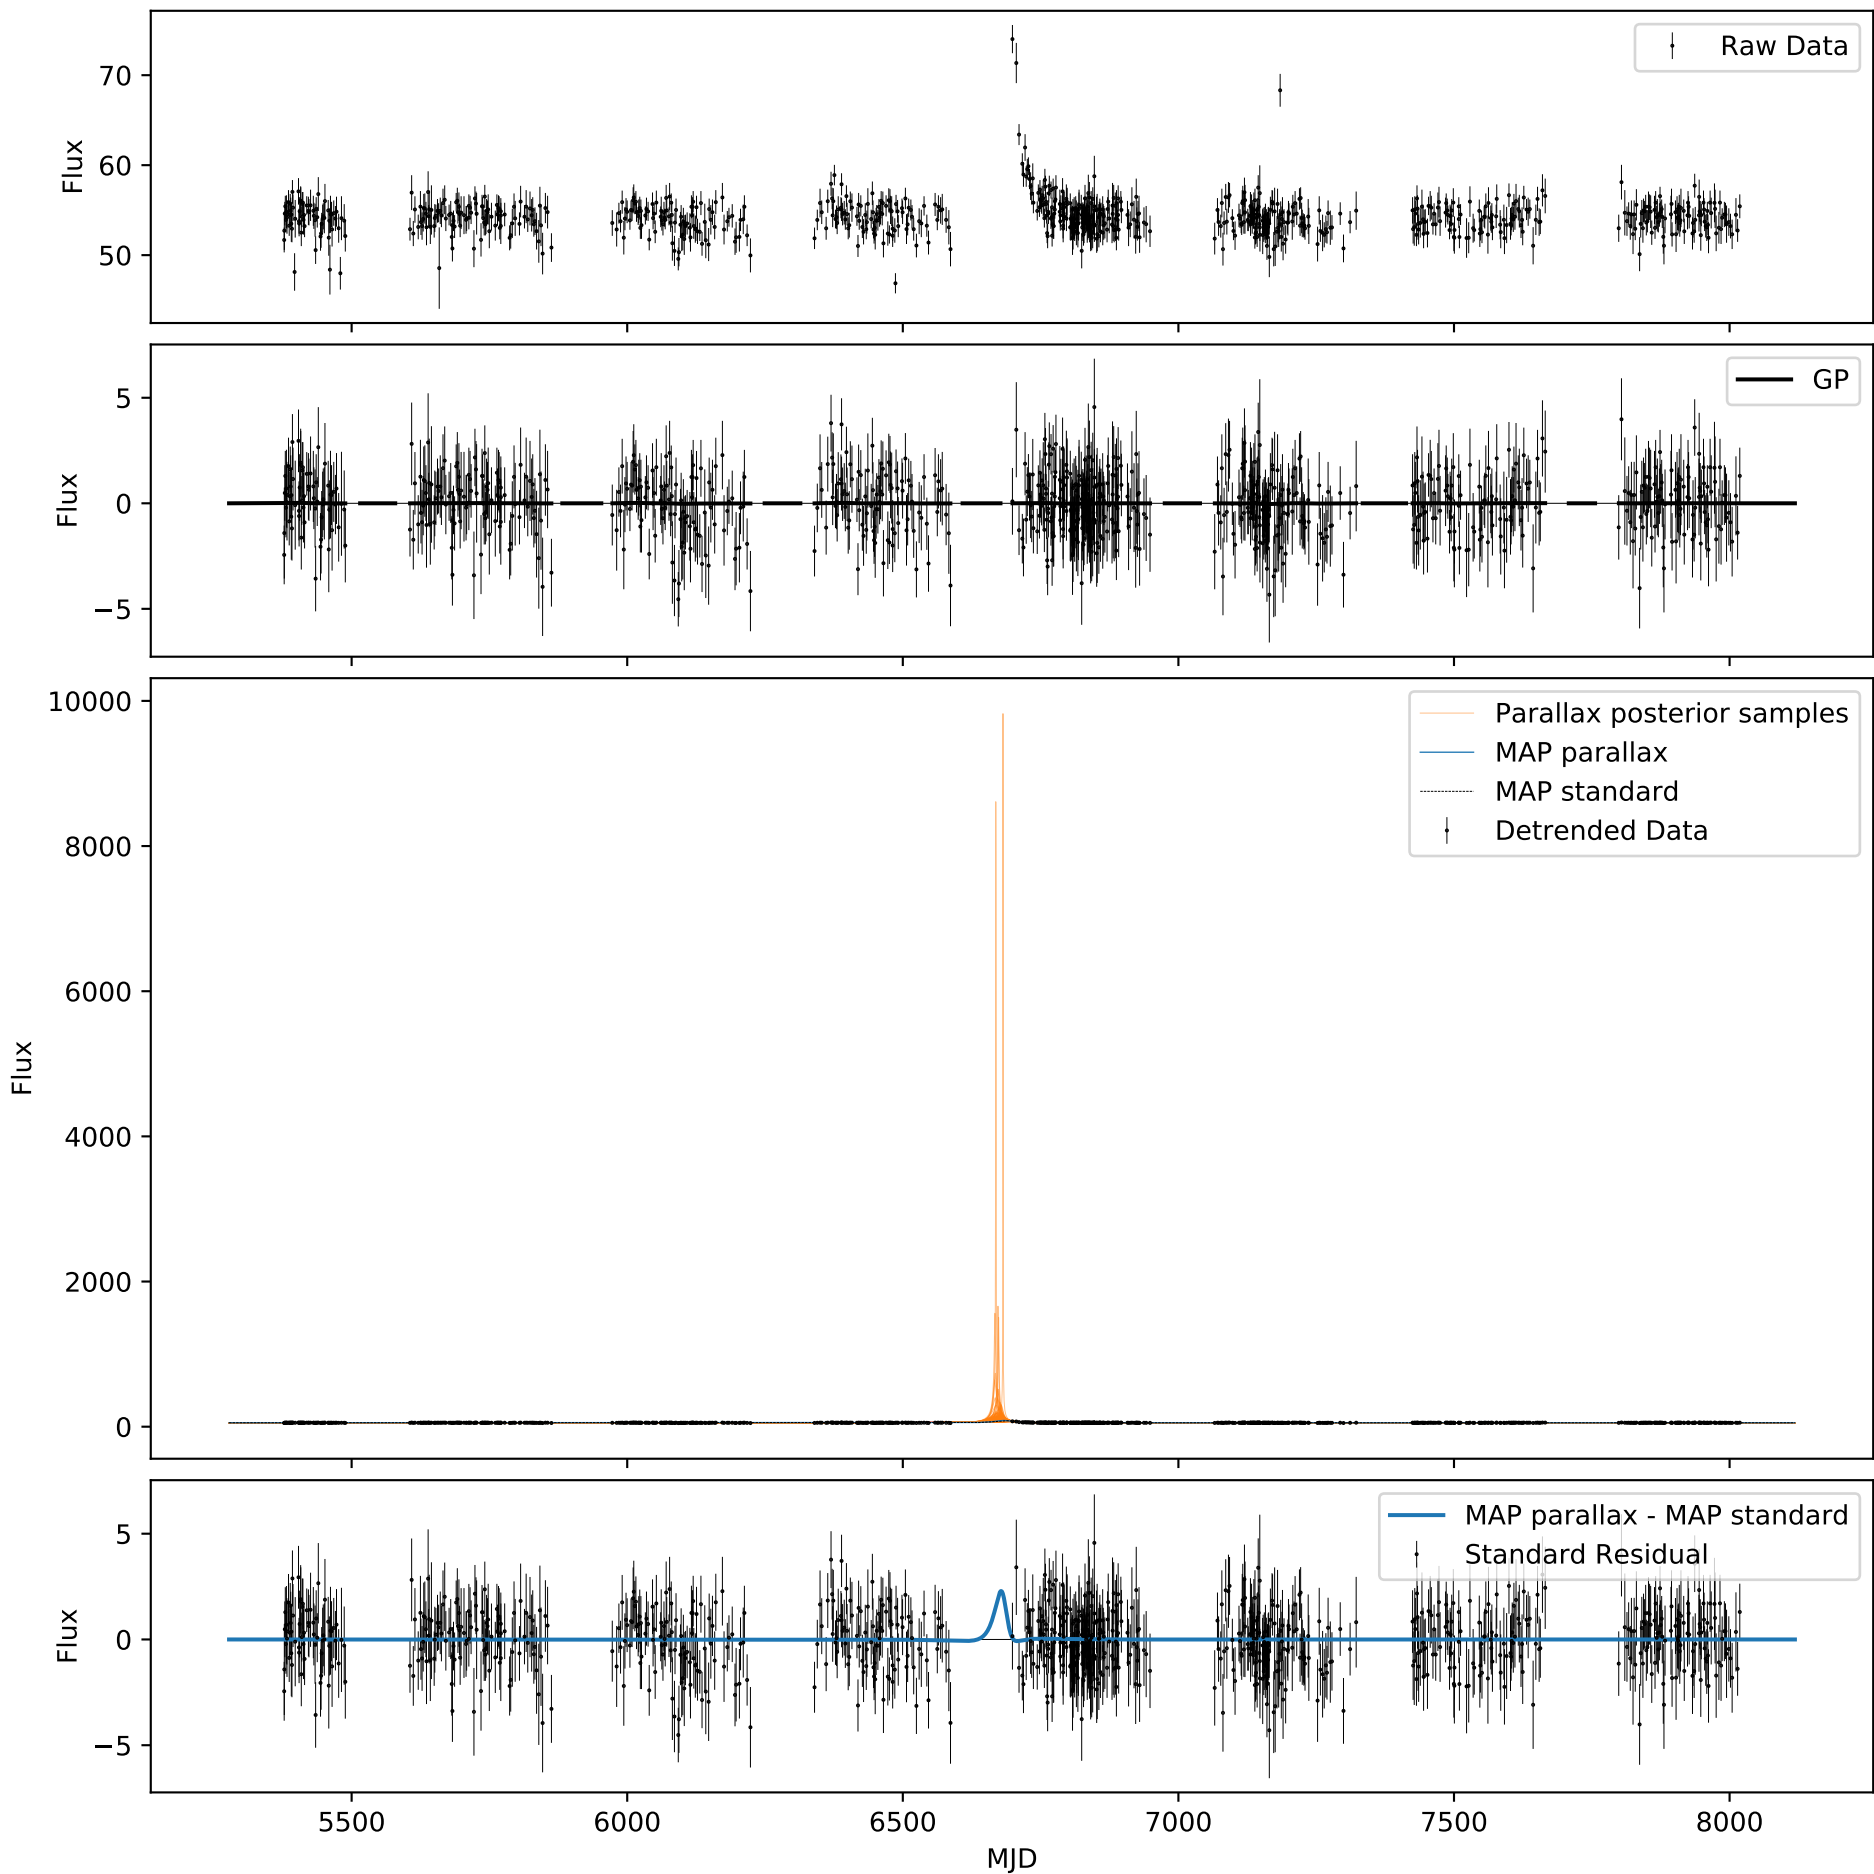 Flux
70
60
50
Raw Data
Flux
5
0
−5
GP
Flux
10000
8000
6000
4000
2000
0
Parallax posterior samples
MAP parallax
MAP standard
Detrended Data
Flux
5
0
−5
MAP parallax - MAP standard
Standard Residual
5500 6000 6500 7000 7500 8000
MJD